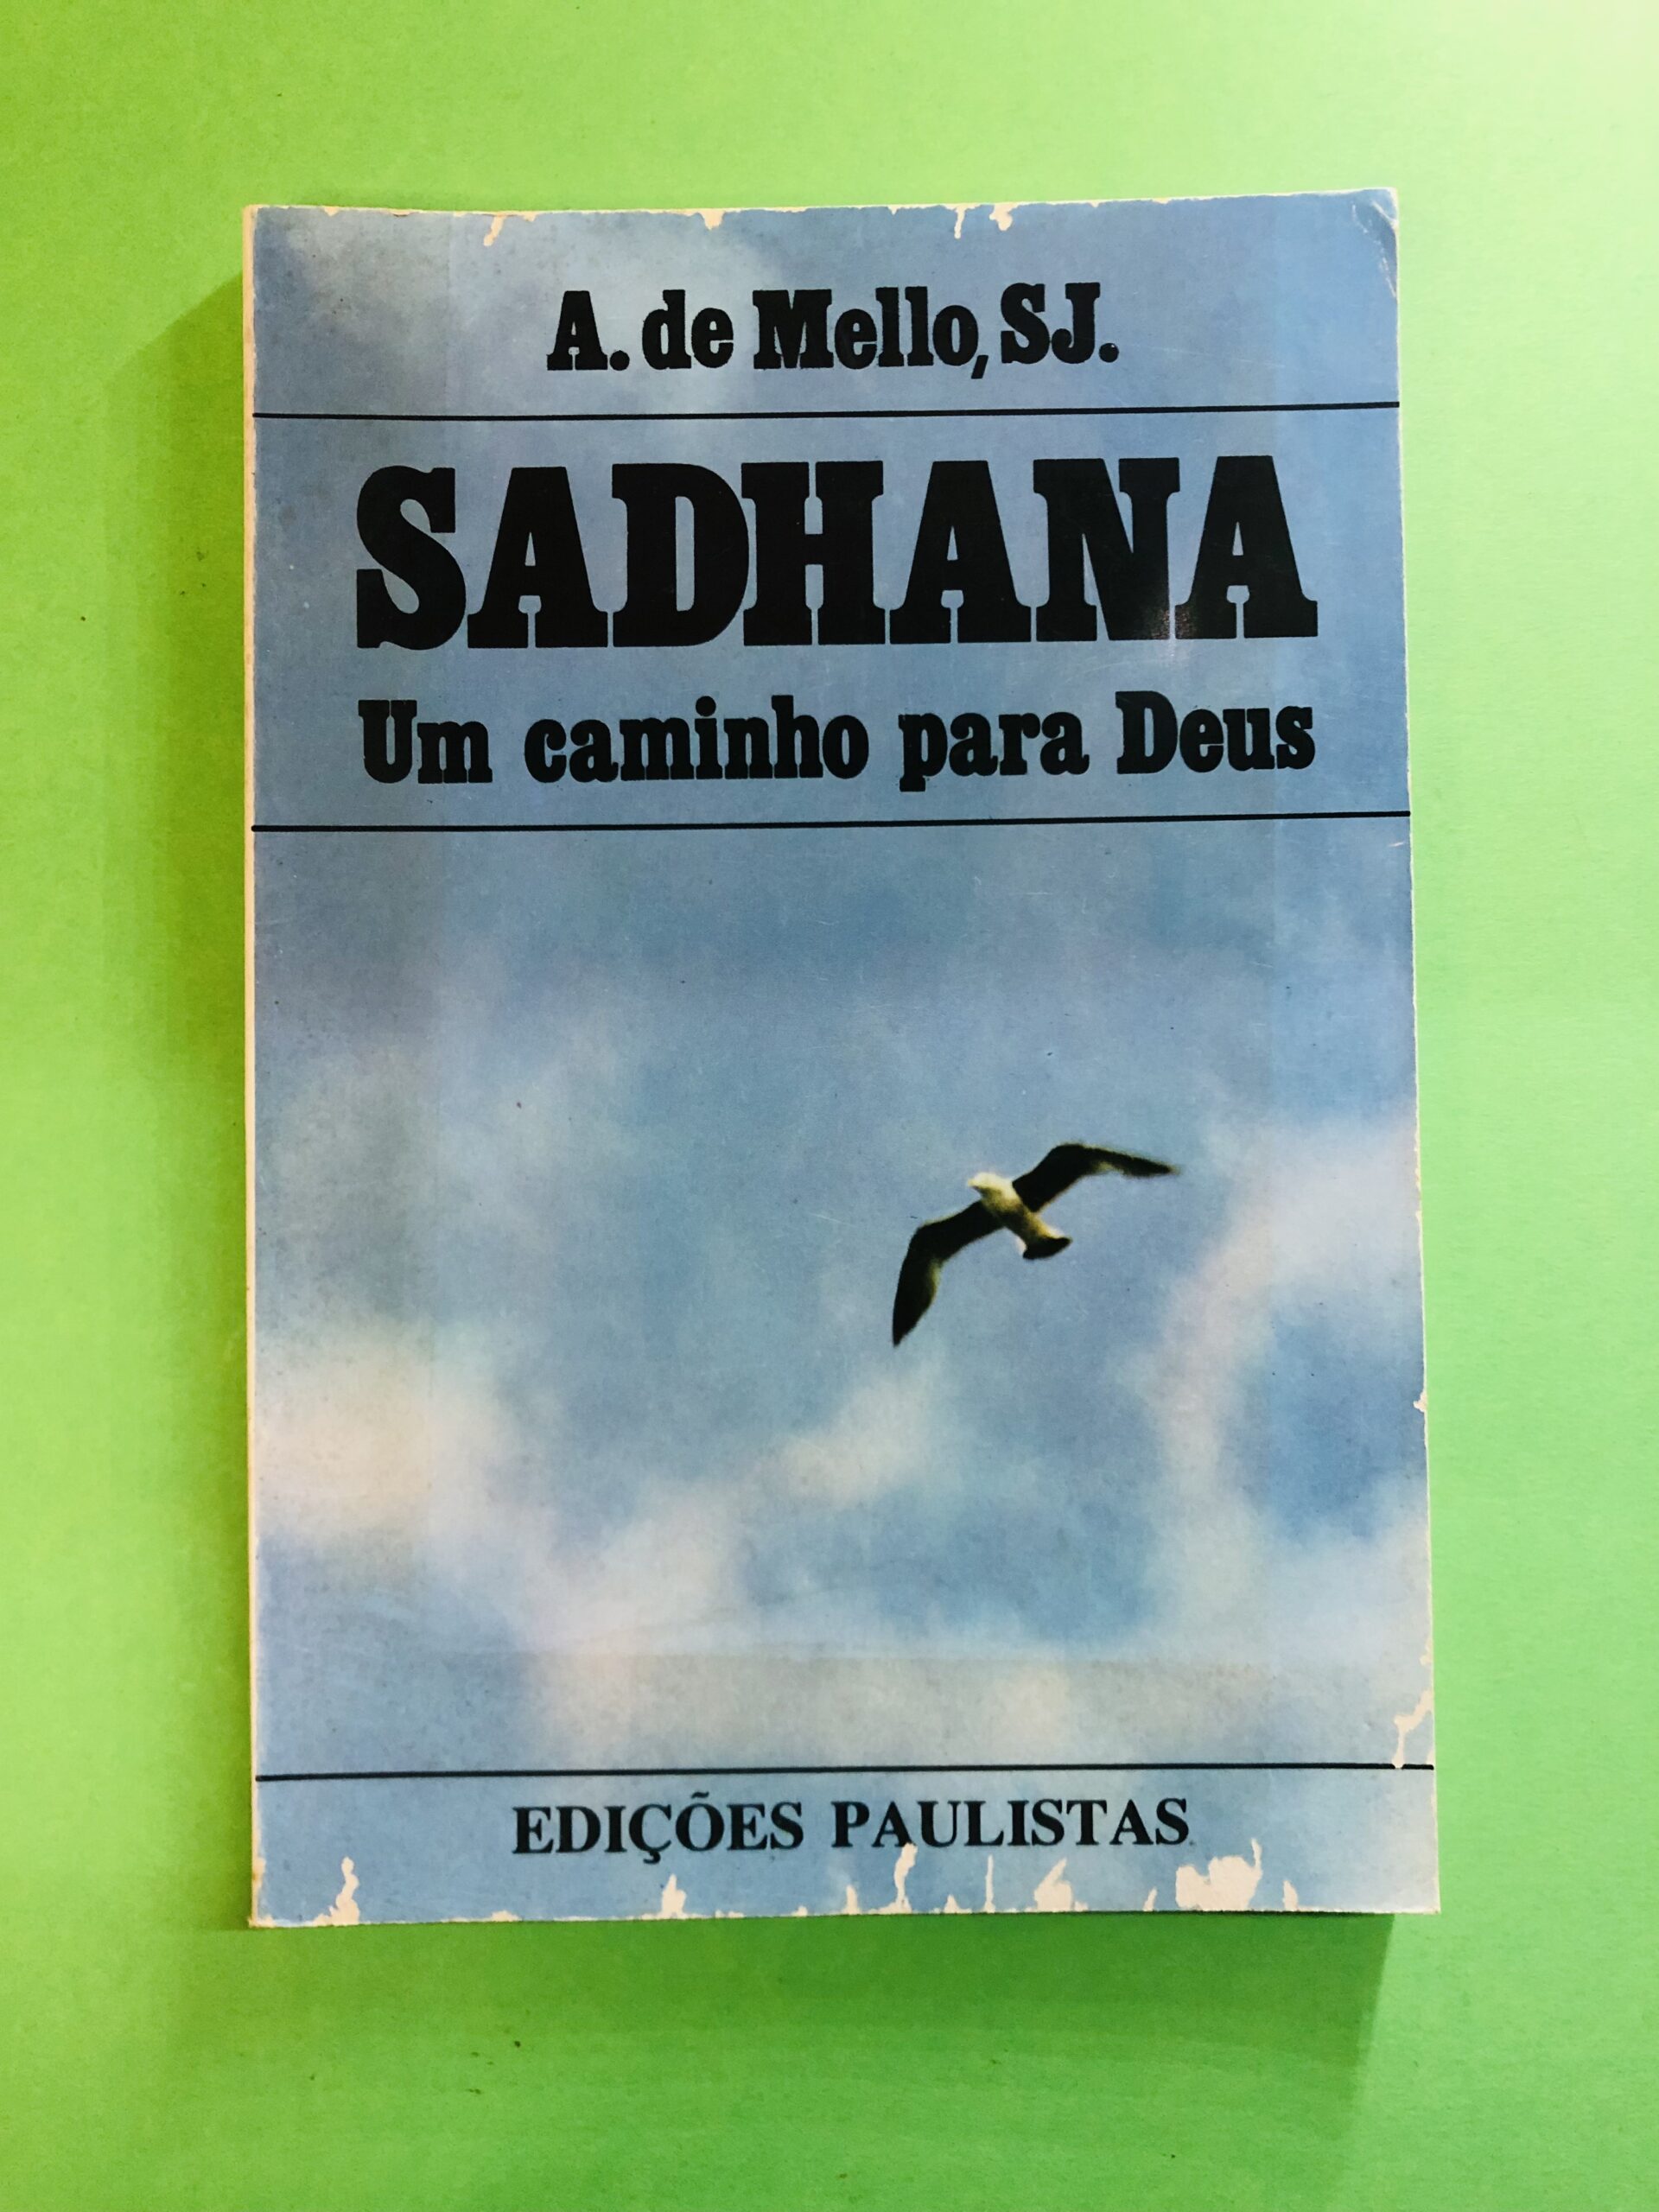 A. de Mello, SJ.
SADHANA
Um caminho para Deus
EDIÇÕES PAULISTAS